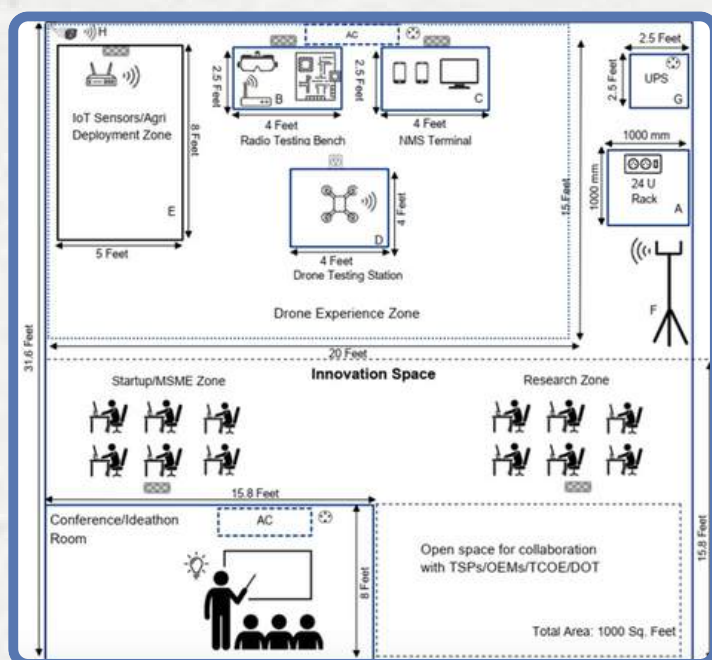 H
AC
2.5 Feet
2.5 Feet
UPS
G
IoT Sensors/Agri
Deployment Zone
8 Feet
E
5 Feet
2.5 Feet
B
4 Feet
Radio Testing Bench
2.5 Feet
C
4 Feet
NMS Terminal
1000 mm
1000 mm
24 U
Rack
A
15 Feet
4 Feet
D
4 Feet
Drone Testing Station
F
Drone Experience Zone
31.6 Feet
20 Feet
Innovation Space
Startup/MSME Zone
Research Zone
15.8 Feet
15.8 Feet
Conference/Ideathon
Room
AC
8 Feet
Open space for collaboration
with TSPs/OEMs/TCOE/DOT
Total Area: 1000 Sq. Feet